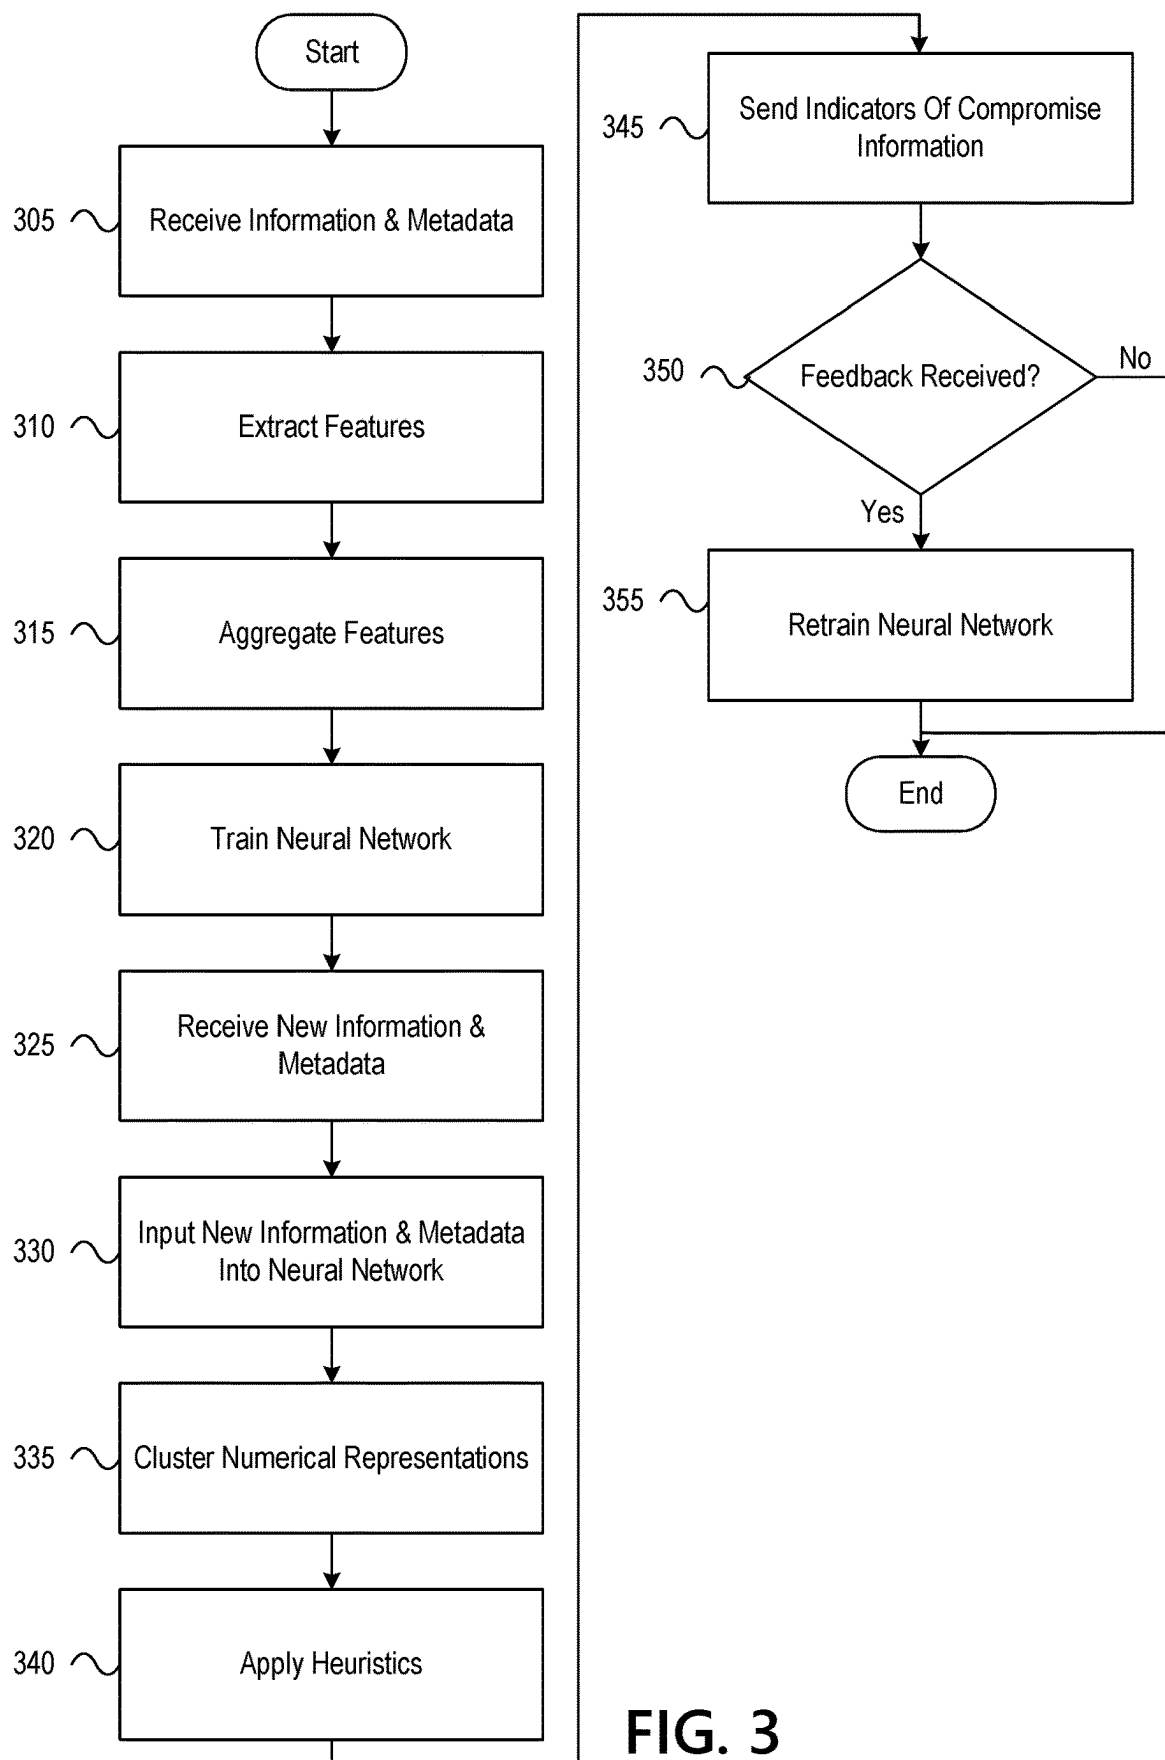 Start
305
Receive Information & Metadata
310
Extract Features
315
Aggregate Features
320
Train Neural Network
325
Receive New Information &
Metadata
330
Input New Information & Metadata
Into Neural Network
335
Cluster Numerical Representations
340
Apply Heuristics
345
Send Indicators Of Compromise
Information
350
Feedback Received?
No
Yes
355
Retrain Neural Network
End
FIG. 3